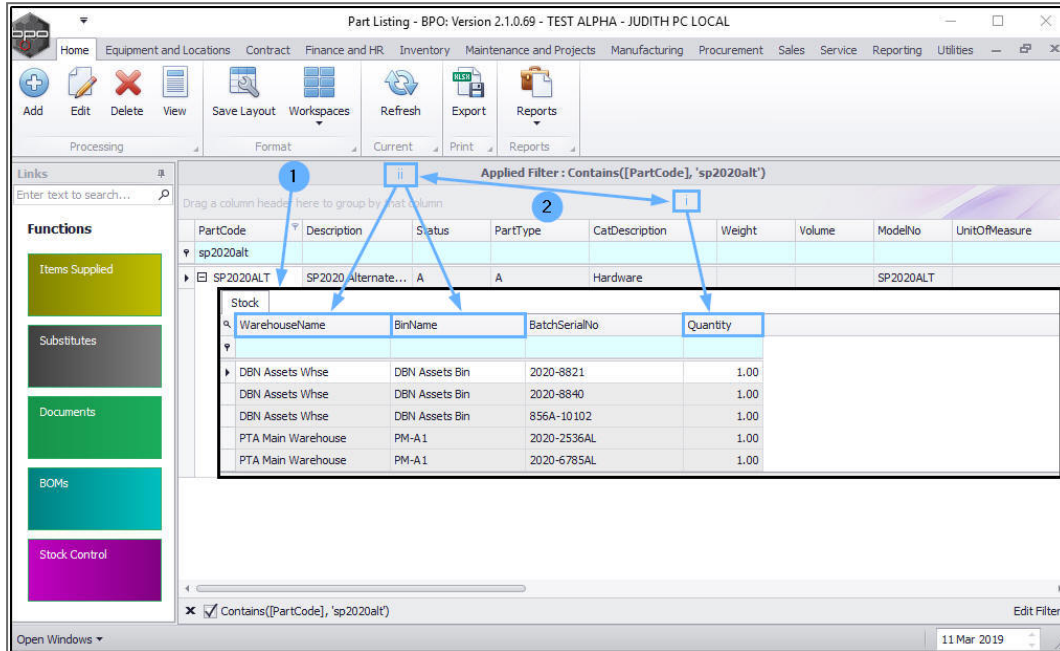 bpo
Part Listing - BPO: Version 2.1.0.69 - TEST ALPHA - JUDITH PC LOCAL
Home Equipment and Locations Contract Finance and HR Inventory Maintenance and Projects Manufacturing Procurement Sales Service Reporting Utilities
Add Edit Delete View Save Layout Workspaces Refresh Export Reports
Processing Format Current Print Reports
Links
1 ii Applied Filter : Contains([PartCode], 'sp2020alt')
Enter text to search...
Drag a column header here to group by that column
2 i
Functions
PartCode Description Status PartType CatDescription Weight Volume ModelNo UnitOfMeasure
sp2020alt
SP2020ALT SP2020 Alternate... A A Hardware SP2020ALT
Items Supplied
Stock
WarehouseName BinName BatchSerialNo Quantity
Substitutes
DBN Assets Whse DBN Assets Bin 2020-8821 1.00
DBN Assets Whse DBN Assets Bin 2020-8840 1.00
Documents
DBN Assets Whse DBN Assets Bin 856A-10102 1.00
PTA Main Warehouse PM-A1 2020-2536AL 1.00
PTA Main Warehouse PM-A1 2020-6785AL 1.00
BOMs
Stock Control
Contains([PartCode], 'sp2020alt') Edit Filter
Open Windows 11 Mar 2019